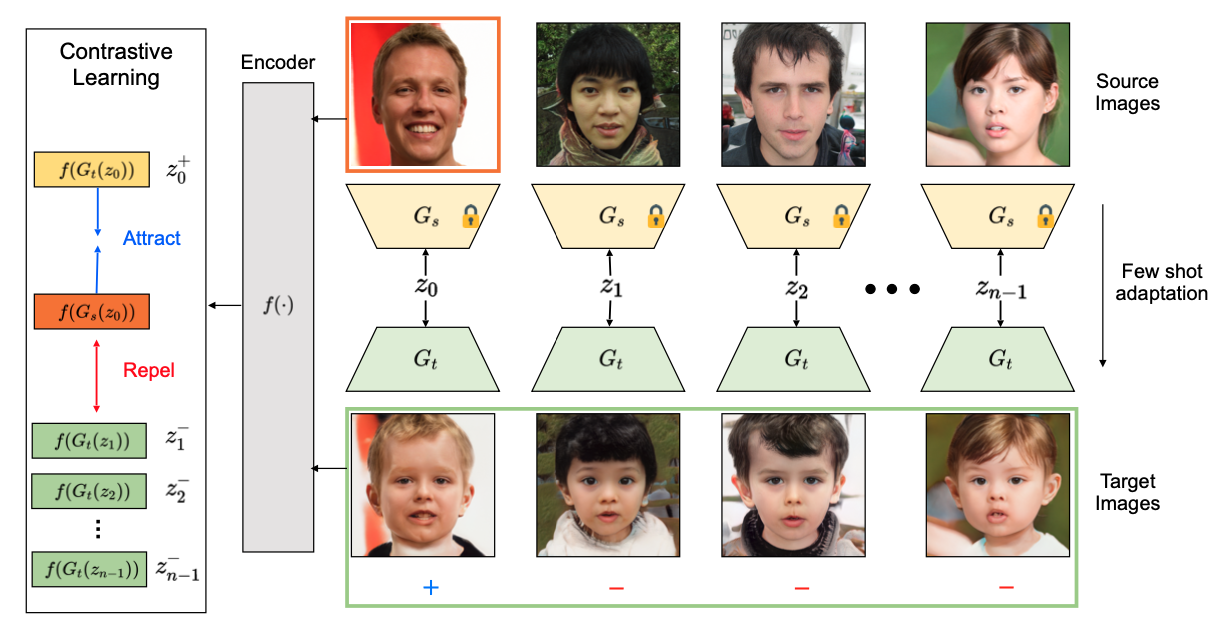 Contrastive
Learning
f(G_t(z_0)) z_0^+
Attract
f(G_s(z_0))
Repel
f(G_t(z_1)) z_1^-
f(G_t(z_2)) z_2^-
⋮
f(G_t(z_{n-1})) z_{n-1}^-
Encoder
f(·)
Source
Images
G_s G_s G_s G_s
z_0 z_1 z_2 ••• z_{n-1}
Few shot
adaptation
G_t G_t G_t G_t
Target
Images
+ − − −